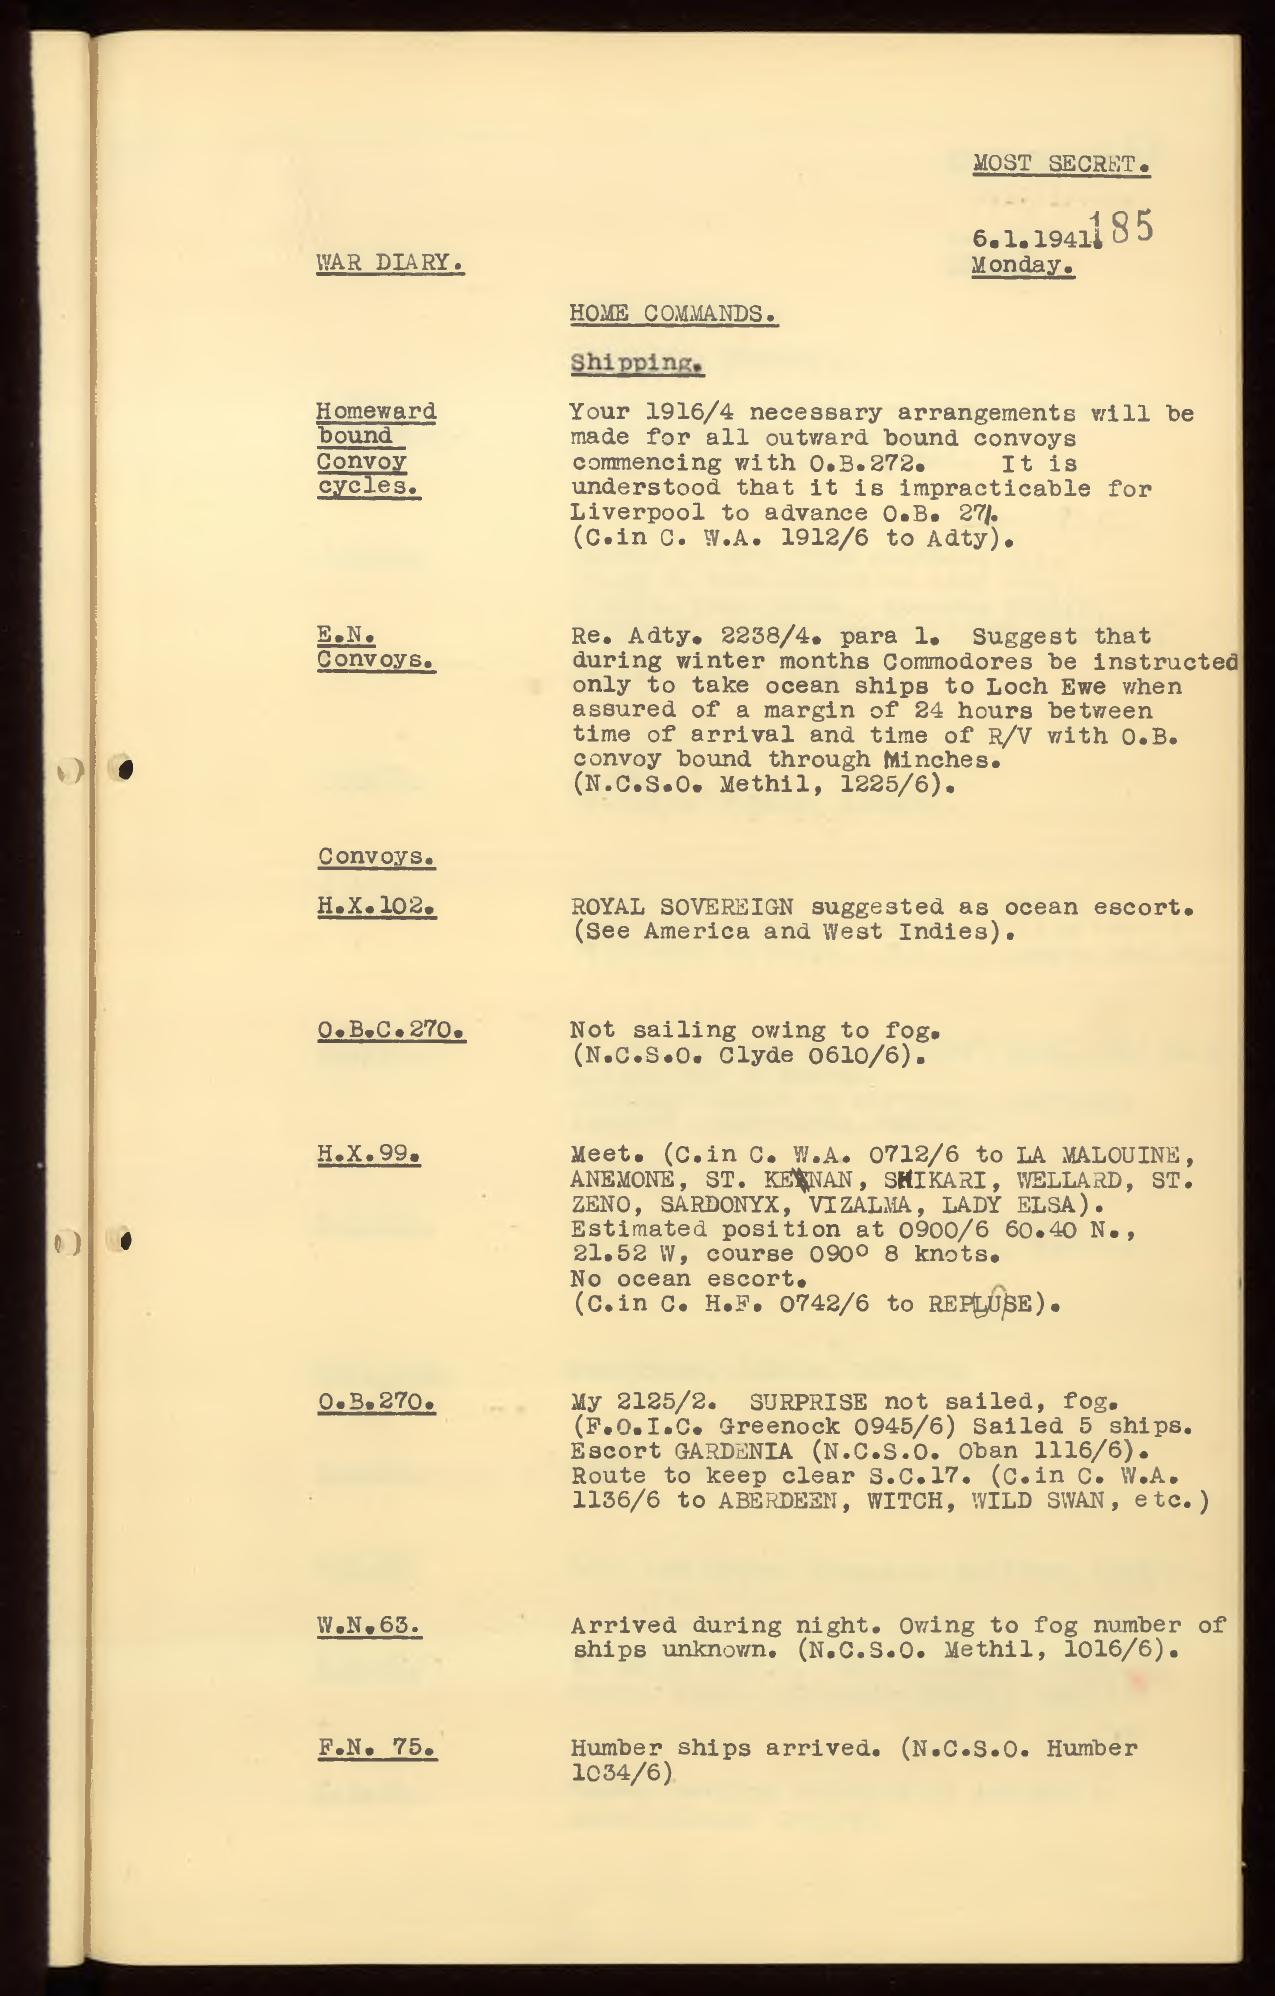 MOST SECRET.
185
6.1.1941.
Monday.
WAR DIARY.
HOME COMMANDS.
Shipping.
Homeward
bound
Convoy
cycles.
Your 1916/4 necessary arrangements will be
made for all outward bound convoys
commencing with O.B.272. It is
understood that it is impracticable for
Liverpool to advance O.B. 271.
(C.in C. W.A. 1912/6 to Adty).
E.N.
Convoys.
Re. Adty. 2238/4. para 1. Suggest that
during winter months Commodores be instructed
only to take ocean ships to Loch Ewe when
assured of a margin of 24 hours between
time of arrival and time of R/V with O.B.
convoy bound through Minches.
(N.C.S.O. Methil, 1225/6).
Convoys.
H.X.102.
ROYAL SOVEREIGN suggested as ocean escort.
(See America and West Indies).
O.B.C.270.
Not sailing owing to fog.
(N.C.S.O. Clyde 0610/6).
H.X.99.
Meet. (C.in C. W.A. 0712/6 to LA MALOUINE,
ANEMONE, ST. KENNAN, SHIKARI, WELLARD, ST.
ZENO, SARDONYX, VIZALMA, LADY ELSA).
Estimated position at 0900/6 60.40 N.,
21.52 W, course 090° 8 knots.
No ocean escort.
(C.in C. H.F. 0742/6 to REPLUSE).
O.B.270.
My 2125/2. SURPRISE not sailed, fog.
(F.O.I.C. Greenock 0945/6) Sailed 5 ships.
Escort GARDENIA (N.C.S.O. Oban 1116/6).
Route to keep clear S.C.17. (C.in C. W.A.
1136/6 to ABERDEEN, WITCH, WILD SWAN, etc.)
W.N.63.
Arrived during night. Owing to fog number of
ships unknown. (N.C.S.O. Methil, 1016/6).
F.N. 75.
Humber ships arrived. (N.C.S.O. Humber
1034/6)